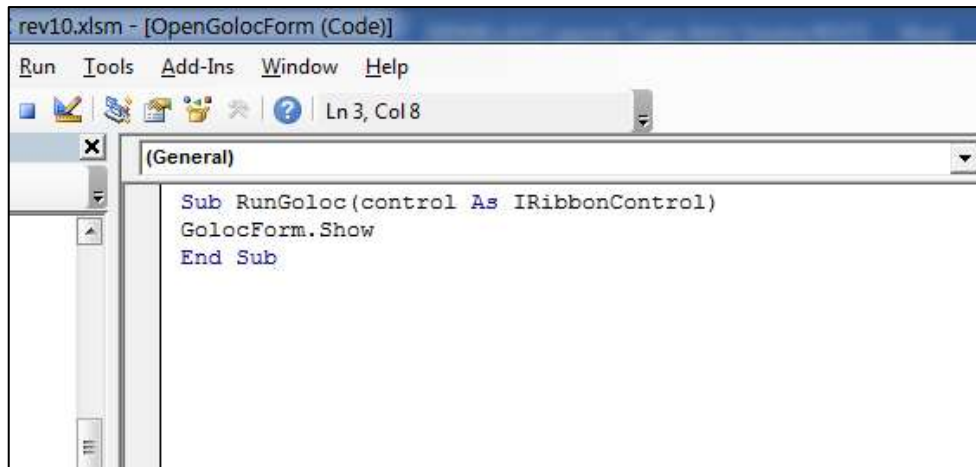 rev10.xlsm - [OpenGolocForm (Code)]
Run Tools Add-Ins Window Help
Ln 3, Col 8
(General)
Sub RunGoloc(control As IRibbonControl)
GolocForm.Show
End Sub